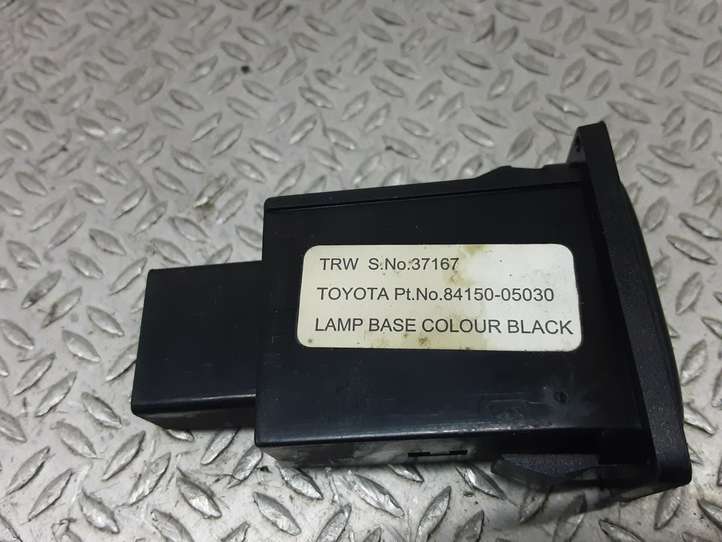 TRW S.No:37167
TOYOTA Pt.No.84150-05030
LAMP BASE COLOUR BLACK